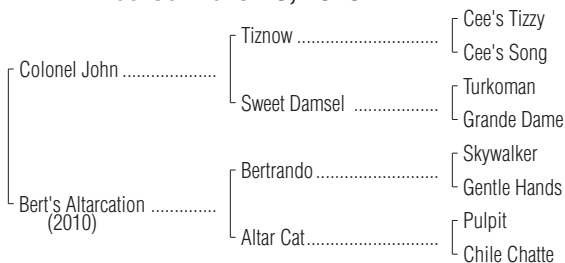 Cee's Tizzy
Tiznow
Cee's Song
Colonel John
Turkoman
Sweet Damsel
Grande Dame
Skywalker
Bertrando
Gentle Hands
Bert's Altarcation
(2010)
Pulpit
Altar Cat
Chile Chatte